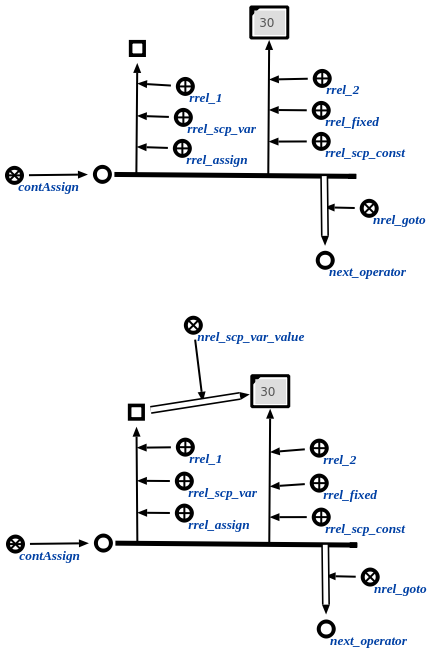 30
rrel_1
rrel_2
rrel_scp_var
rrel_fixed
rrel_assign
rrel_scp_const
contAssign
nrel_goto
next_operator
nrel_scp_var_value
30
rrel_1
rrel_2
rrel_scp_var
rrel_fixed
rrel_assign
rrel_scp_const
contAssign
nrel_goto
next_operator